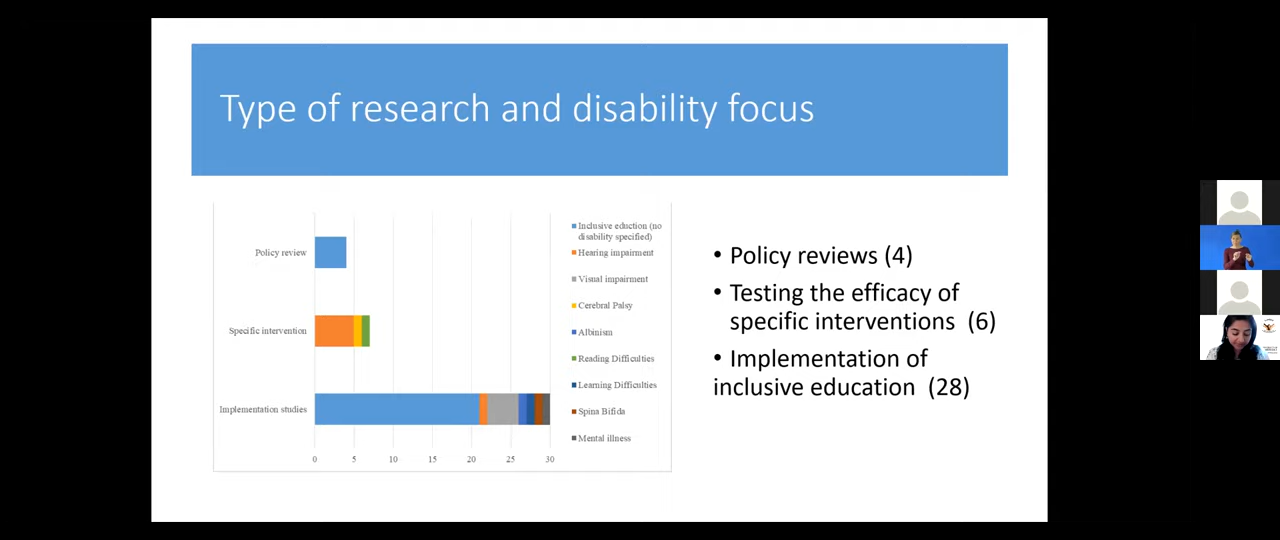 Type of research and disability focus
Policy review
Specific intervention
Implementation studies
0 5 10 15 20 25 30
Inclusive eduction (no
disability specified)
Hearing impairment
Visual impairment
Cerebral Palsy
Albinism
Reading Difficulties
Learning Difficulties
Spina Bifida
Mental illness
• Policy reviews (4)
• Testing the efficacy of
specific interventions (6)
• Implementation of
inclusive education (28)